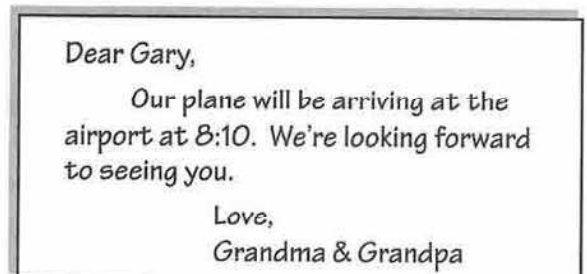 Dear Gary,
Our plane will be arriving at the
airport at 8:10. We're looking forward
to seeing you.
Love,
Grandma & Grandpa